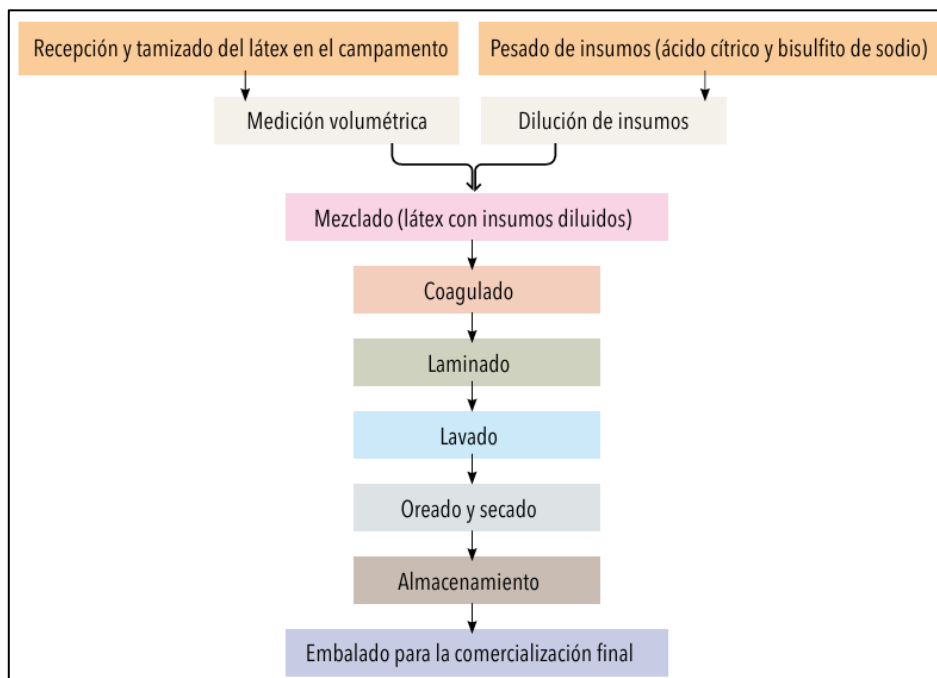 Recepción y tamizado del látex en el campamento
Pesado de insumos (ácido cítrico y bisulfito de sodio)
Medición volumétrica
Dilución de insumos
Mezclado (látex con insumos diluidos)
Coagulado
Laminado
Lavado
Oreado y secado
Almacenamiento
Embalado para la comercialización final